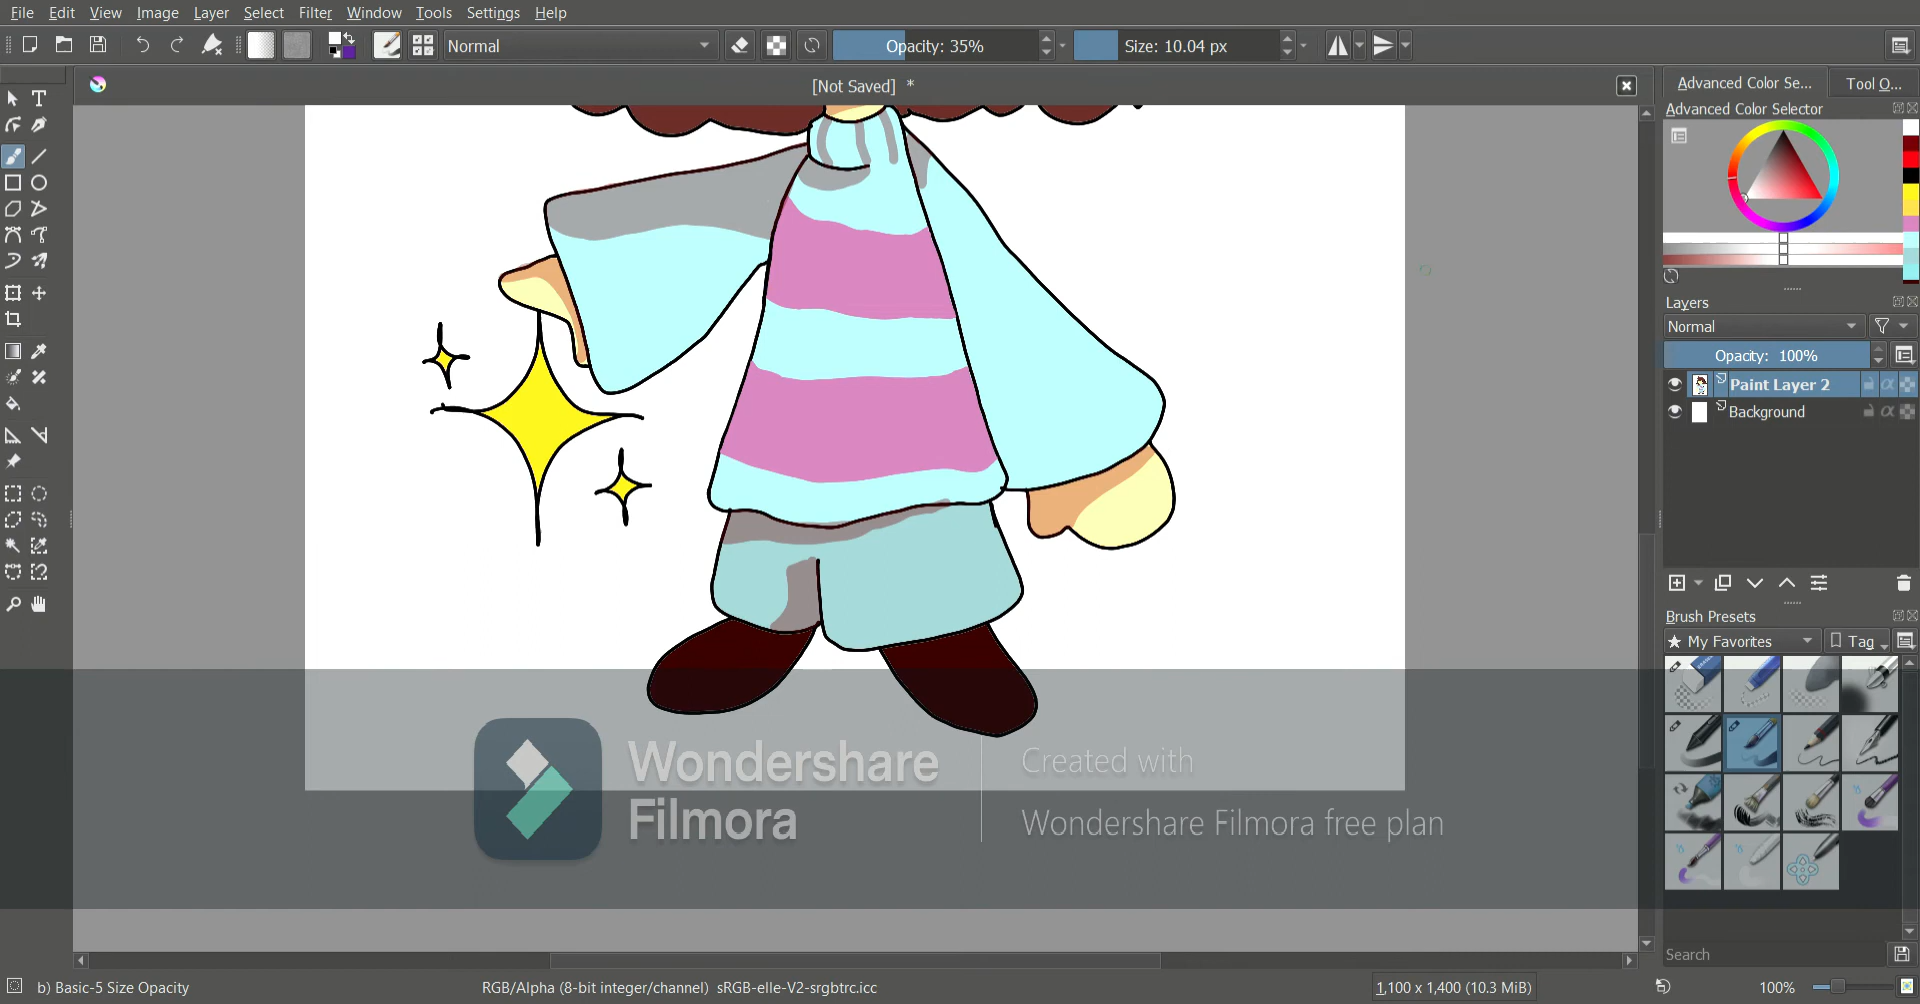 File Edit View Image Layer Select Filter Window Tools Settings Help
Normal Opacity: 35% Size: 10.04 px
[Not Saved] *
Advanced Color Se... Tool O...
Advanced Color Selector
Layers
Normal
Opacity: 100%
Paint Layer 2
Background
Brush Presets
My Favorites Tag
Wondershare
Filmora
Created with
Wondershare Filmora free plan
Search
b) Basic-5 Size Opacity RGB/Alpha (8-bit integer/channel) sRGB-elle-V2-srgbtrc.icc 1,100 x 1,400 (10.3 MiB) 100%